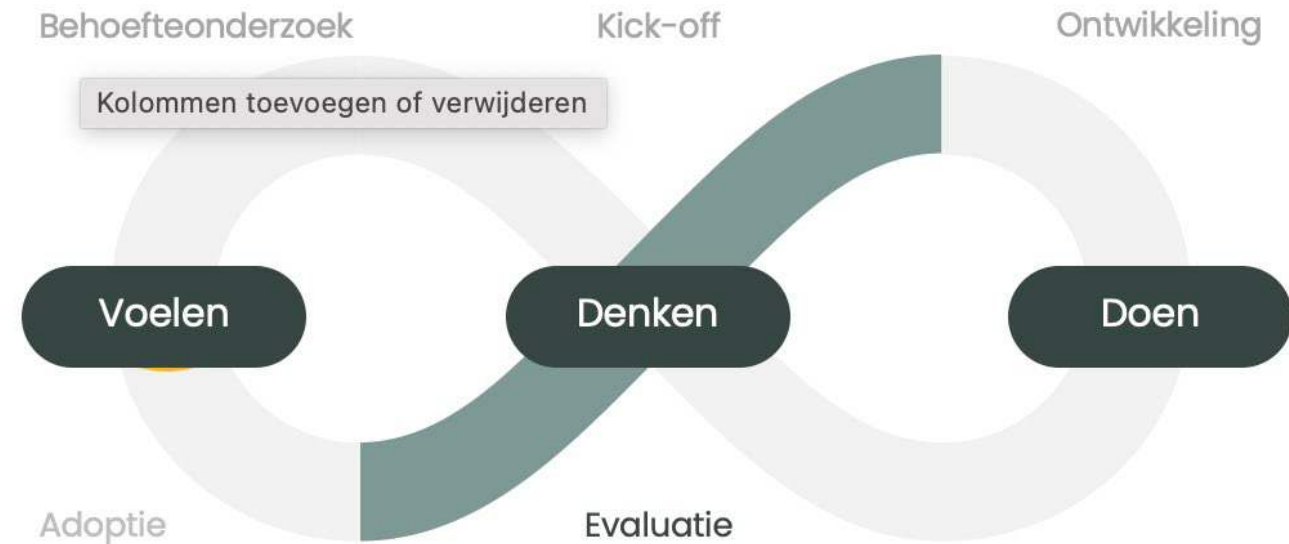 Behoefteonderzoek
Kick-off
Ontwikkeling
Kolommen toevoegen of verwijderen
Voelen
Denken
Doen
Adoptie
Evaluatie